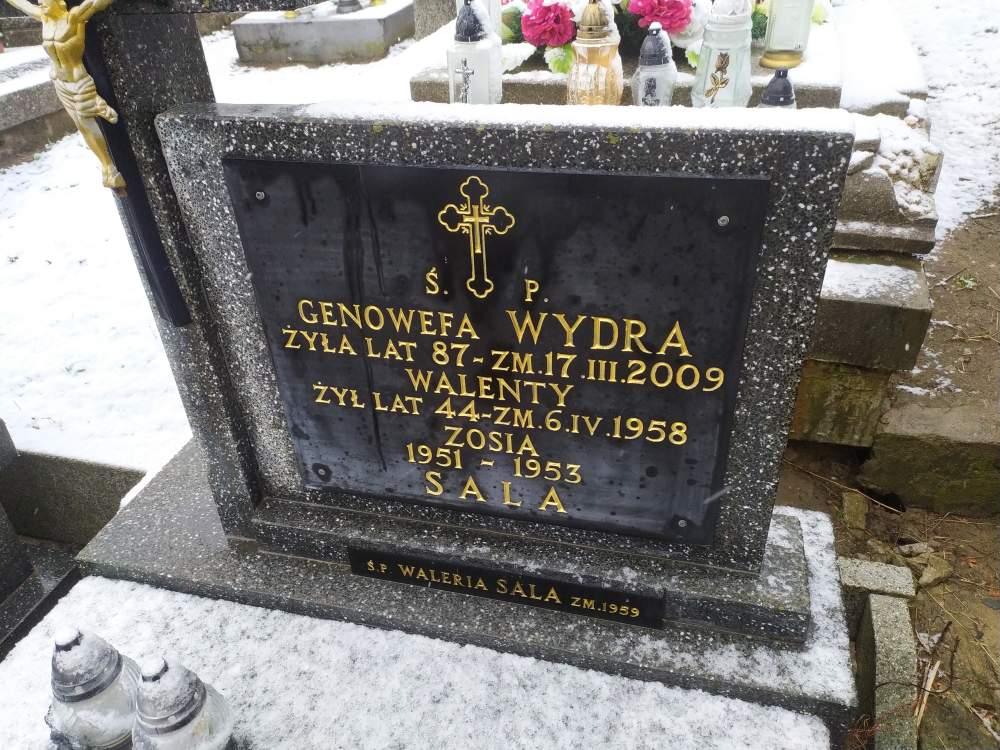 Ś. P.
GENOWEFA WYDRA
ŻYŁA LAT 87-ZM.17.III.2009
WALENTY
ŻYŁ LAT 44-ZM.6.IV.1958
ZOSIA
1951 - 1953
SALA
Ś.P. WALERIA SALA ZM.1959